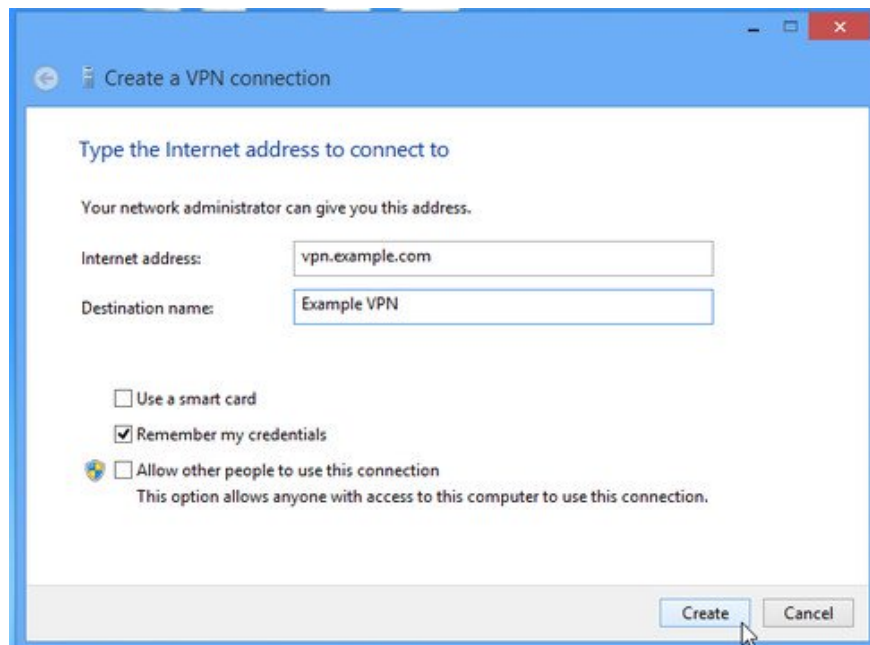 Create a VPN connection
Type the Internet address to connect to
Your network administrator can give you this address.
Internet address: vpn.example.com
Destination name: Example VPN
Use a smart card
Remember my credentials
Allow other people to use this connection
This option allows anyone with access to this computer to use this connection.
Create Cancel